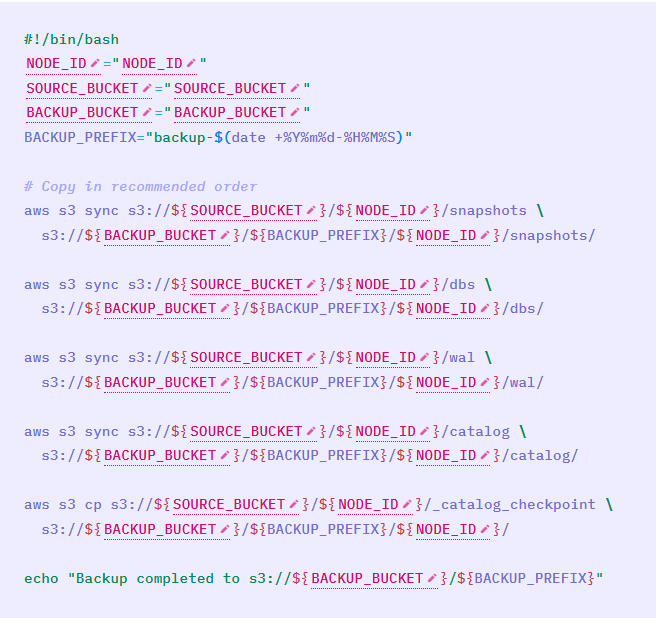 #!/bin/bash
NODE_ID="NODE_ID"
SOURCE_BUCKET="SOURCE_BUCKET"
BACKUP_BUCKET="BACKUP_BUCKET"
BACKUP_PREFIX="backup-$(date +%Y%m%d-%H%M%S)"

# Copy in recommended order
aws s3 sync s3://${SOURCE_BUCKET}/${NODE_ID}/snapshots \
  s3://${BACKUP_BUCKET}/${BACKUP_PREFIX}/${NODE_ID}/snapshots/

aws s3 sync s3://${SOURCE_BUCKET}/${NODE_ID}/dbs \
  s3://${BACKUP_BUCKET}/${BACKUP_PREFIX}/${NODE_ID}/dbs/

aws s3 sync s3://${SOURCE_BUCKET}/${NODE_ID}/wal \
  s3://${BACKUP_BUCKET}/${BACKUP_PREFIX}/${NODE_ID}/wal/

aws s3 sync s3://${SOURCE_BUCKET}/${NODE_ID}/catalog \
  s3://${BACKUP_BUCKET}/${BACKUP_PREFIX}/${NODE_ID}/catalog/

aws s3 cp s3://${SOURCE_BUCKET}/${NODE_ID}/_catalog_checkpoint \
  s3://${BACKUP_BUCKET}/${BACKUP_PREFIX}/${NODE_ID}/

echo "Backup completed to s3://${BACKUP_BUCKET}/${BACKUP_PREFIX}"